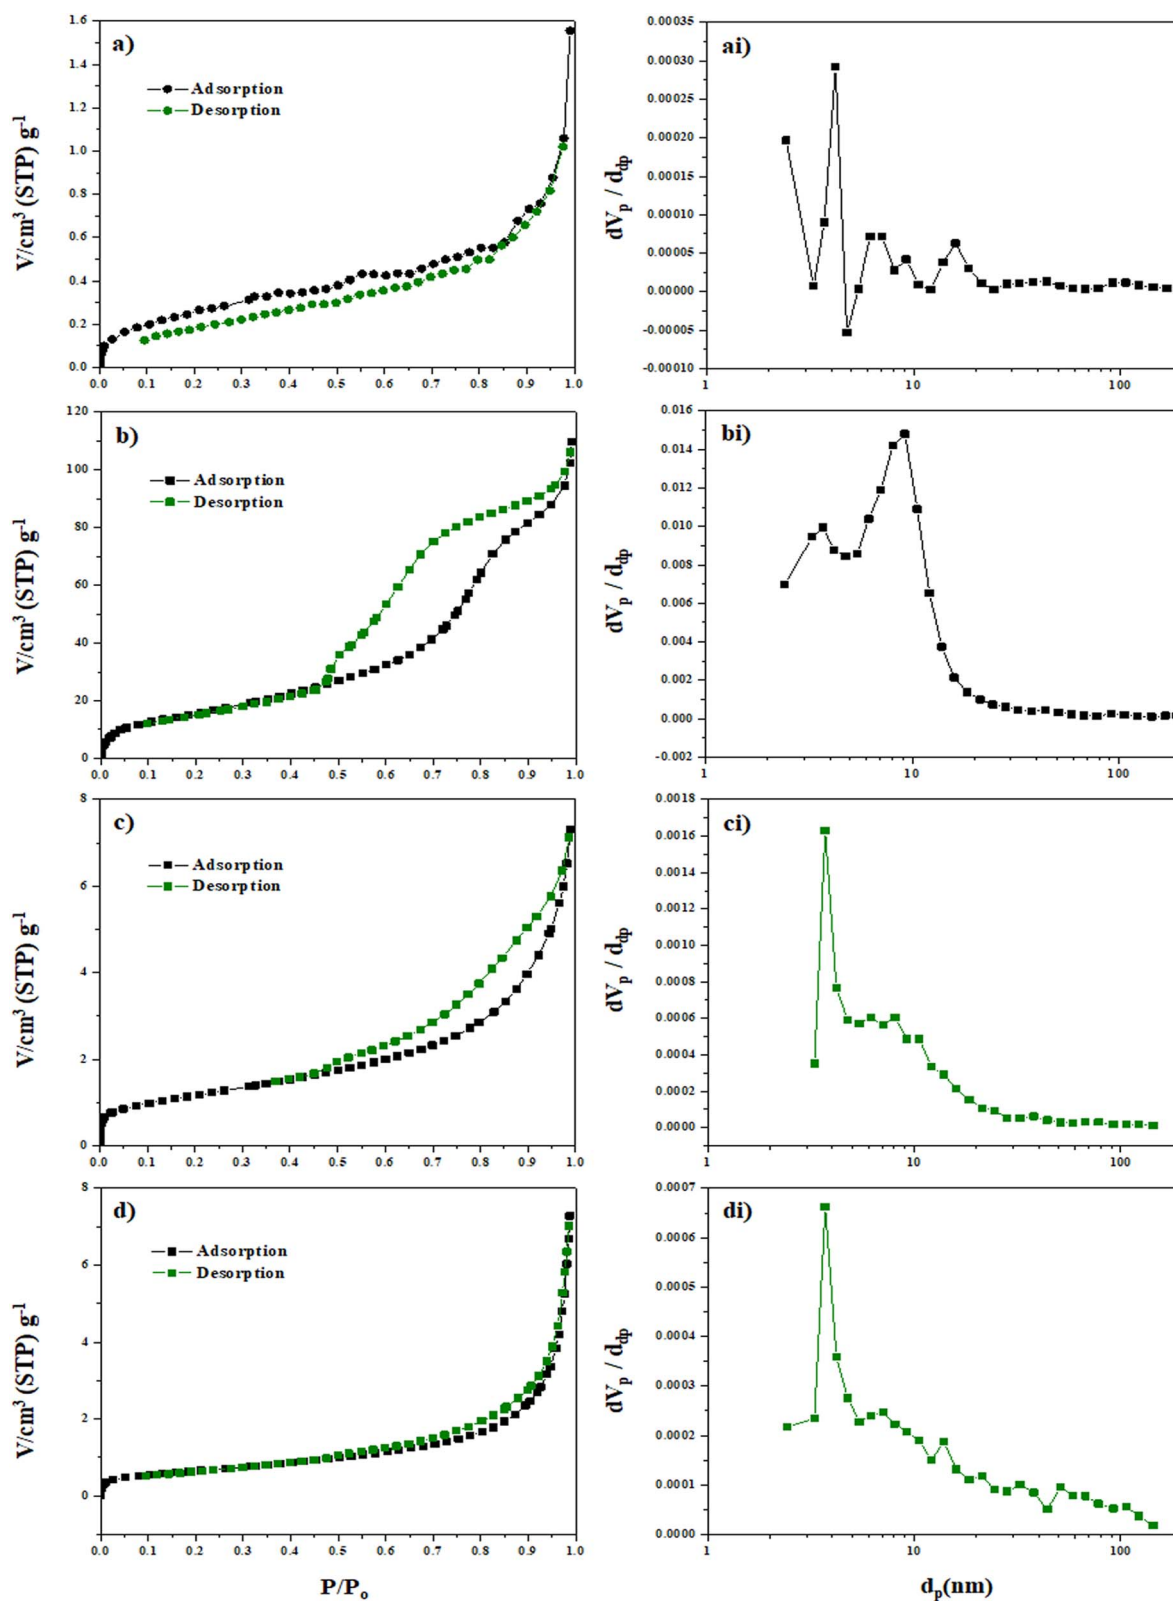 a)
Adsorption
Desorption
V/cm³ (STP) g⁻¹
1.6
1.4
1.2
1.0
0.8
0.6
0.4
0.2
0.0
0.0 0.1 0.2 0.3 0.4 0.5 0.6 0.7 0.8 0.9 1.0
ai)
dVp / ddp
0.00035
0.00030
0.00025
0.00020
0.00015
0.00010
0.00005
0.00000
-0.00005
-0.00010
1 10 100
b)
Adsorption
Desorption
V/cm³ (STP) g⁻¹
120
100
80
60
40
20
0
0.0 0.1 0.2 0.3 0.4 0.5 0.6 0.7 0.8 0.9 1.0
bi)
dVp / ddp
0.016
0.014
0.012
0.010
0.008
0.006
0.004
0.002
0.000
-0.002
1 10 100
c)
Adsorption
Desorption
V/cm³ (STP) g⁻¹
8
6
4
2
0
0.0 0.1 0.2 0.3 0.4 0.5 0.6 0.7 0.8 0.9 1.0
ci)
dVp / ddp
0.0018
0.0016
0.0014
0.0012
0.0010
0.0008
0.0006
0.0004
0.0002
0.0000
1 10 100
d)
Adsorption
Desorption
V/cm³ (STP) g⁻¹
8
6
4
2
0
0.0 0.1 0.2 0.3 0.4 0.5 0.6 0.7 0.8 0.9 1.0
P/Po
di)
dVp / ddp
0.0007
0.0006
0.0005
0.0004
0.0003
0.0002
0.0001
0.0000
1 10 100
dp(nm)